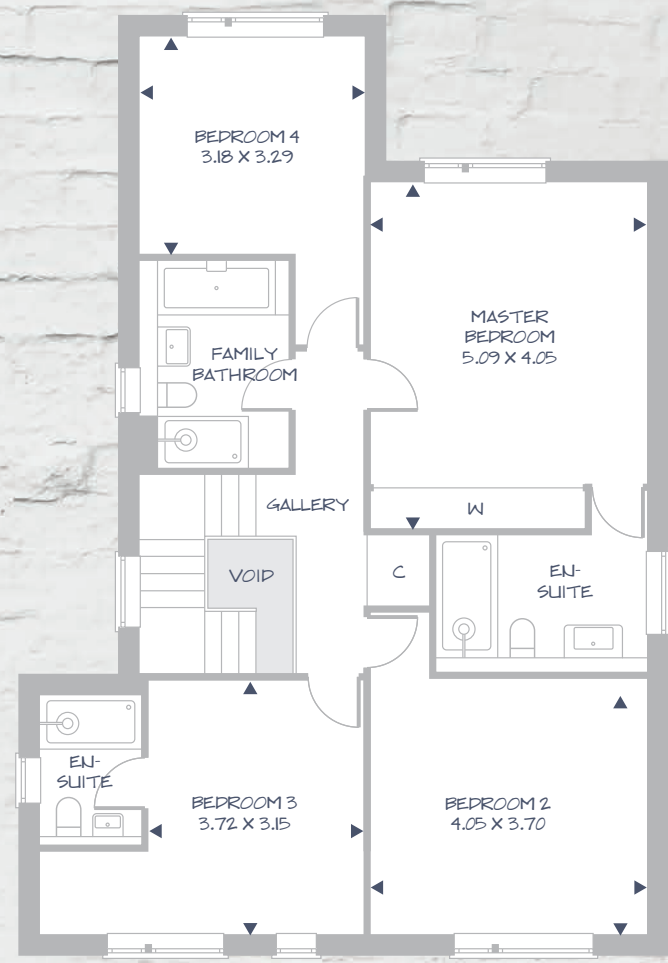 BEDROOM 4
3.18 X 3.29
MASTER
BEDROOM
5.09 X 4.05
FAMILY
BATHROOM
GALLERY
W
VOID
C
EN-
SUITE
EN-
SUITE
BEDROOM 3
3.72 X 3.15
BEDROOM 2
4.05 X 3.70